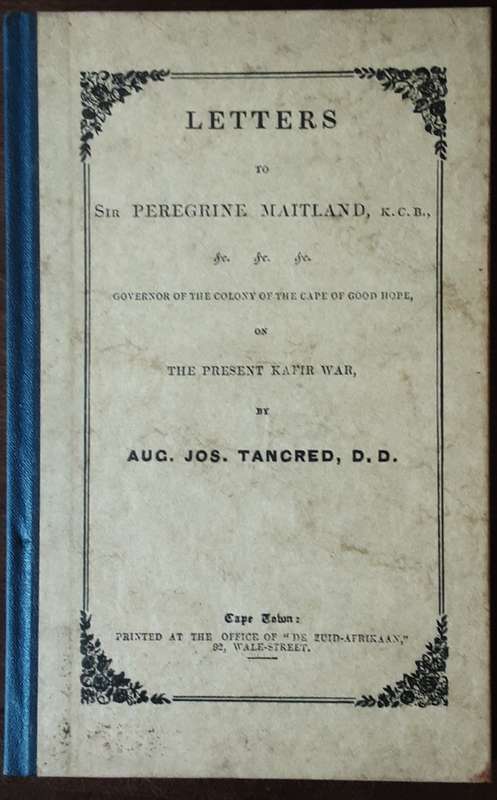 LETTERS
TO
SIR PEREGRINE MAITLAND, K.C.B.,
&c. &c. &c.
GOVERNOR OF THE COLONY OF THE CAPE OF GOOD HOPE,
ON
THE PRESENT KAFIR WAR,
BY
AUG. JOS. TANCRED, D.D.
Cape Town:
PRINTED AT THE OFFICE OF "DE ZUID-AFRIKAAN,"
92, WALE-STREET.